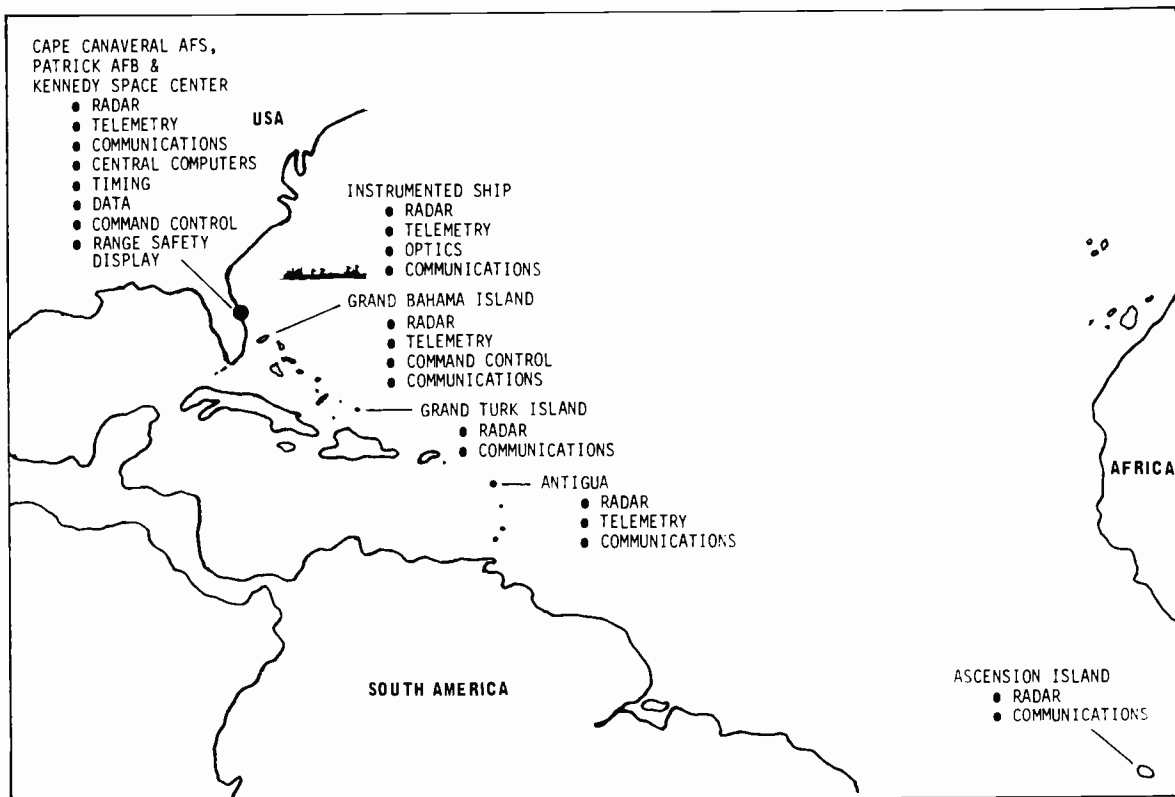 CAPE CANAVERAL AFS,
PATRICK AFB &
KENNEDY SPACE CENTER
● RADAR
● TELEMETRY
● COMMUNICATIONS
● CENTRAL COMPUTERS
● TIMING
● DATA
● COMMAND CONTROL
● RANGE SAFETY
DISPLAY
USA
INSTRUMENTED SHIP
● RADAR
● TELEMETRY
● OPTICS
● COMMUNICATIONS
GRAND BAHAMA ISLAND
● RADAR
● TELEMETRY
● COMMAND CONTROL
● COMMUNICATIONS
GRAND TURK ISLAND
● RADAR
● COMMUNICATIONS
ANTIGUA
● RADAR
● TELEMETRY
● COMMUNICATIONS
AFRICA
SOUTH AMERICA
ASCENSION ISLAND
● RADAR
● COMMUNICATIONS